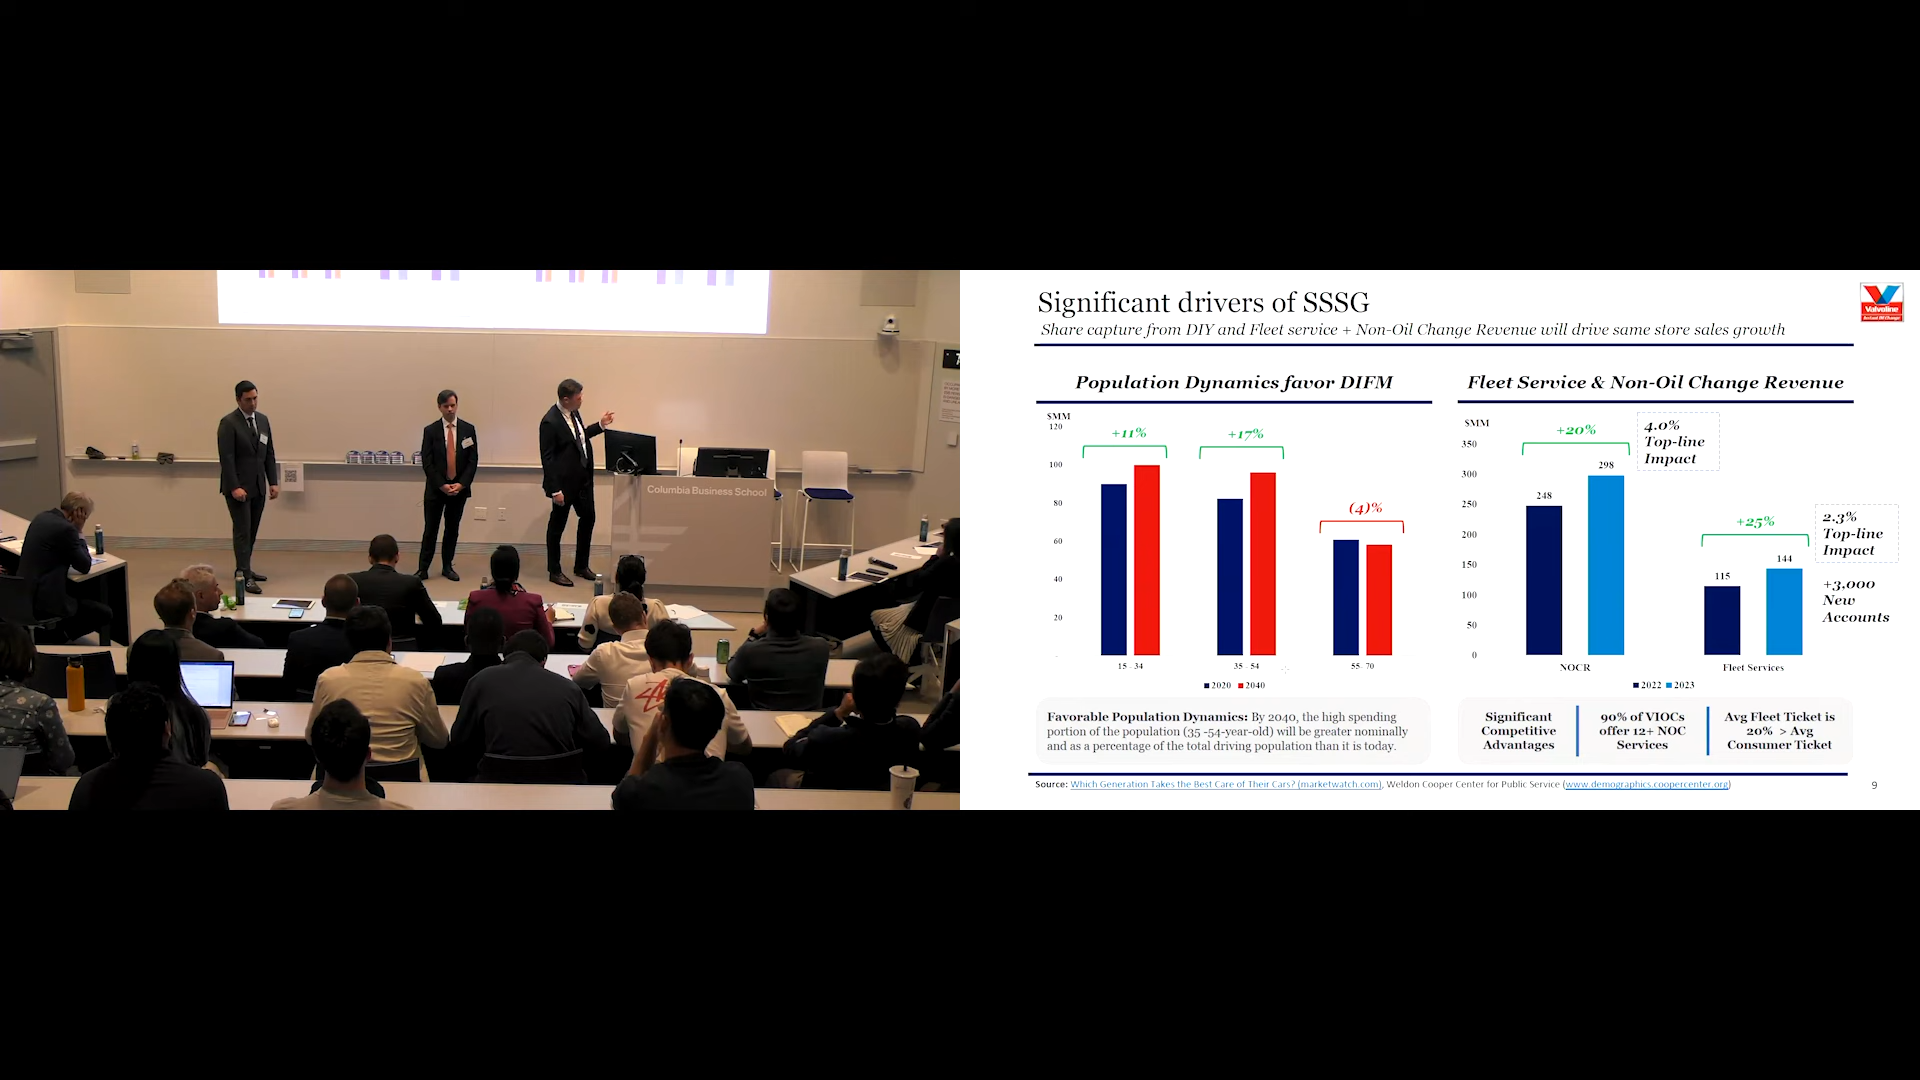 Columbia Business School
Significant drivers of SSSG
Valvoline
Share capture from DIY and Fleet service + Non-Oil Change Revenue will drive same store sales growth
Population Dynamics favor DIFM
$MM
120
100
80
60
40
20
-
+11%
+17%
(4)%
15 - 34
35 - 54
55- 70
2020
2040
Favorable Population Dynamics: By 2040, the high spending
portion of the population (35 -54-year-old) will be greater nominally
and as a percentage of the total driving population than it is today.
Fleet Service & Non-Oil Change Revenue
$MM
350
300
250
200
150
100
50
0
+20%
248
298
4.0%
Top-line
Impact
+25%
115
144
2.3%
Top-line
Impact
+3,000
New
Accounts
NOCR
Fleet Services
2022
2023
Significant
Competitive
Advantages
90% of VIOCs
offer 12+ NOC
Services
Avg Fleet Ticket is
20% > Avg
Consumer Ticket
Source: Which Generation Takes the Best Care of Their Cars? (marketwatch.com), Weldon Cooper Center for Public Service (www.demographics.coopercenter.org)
9